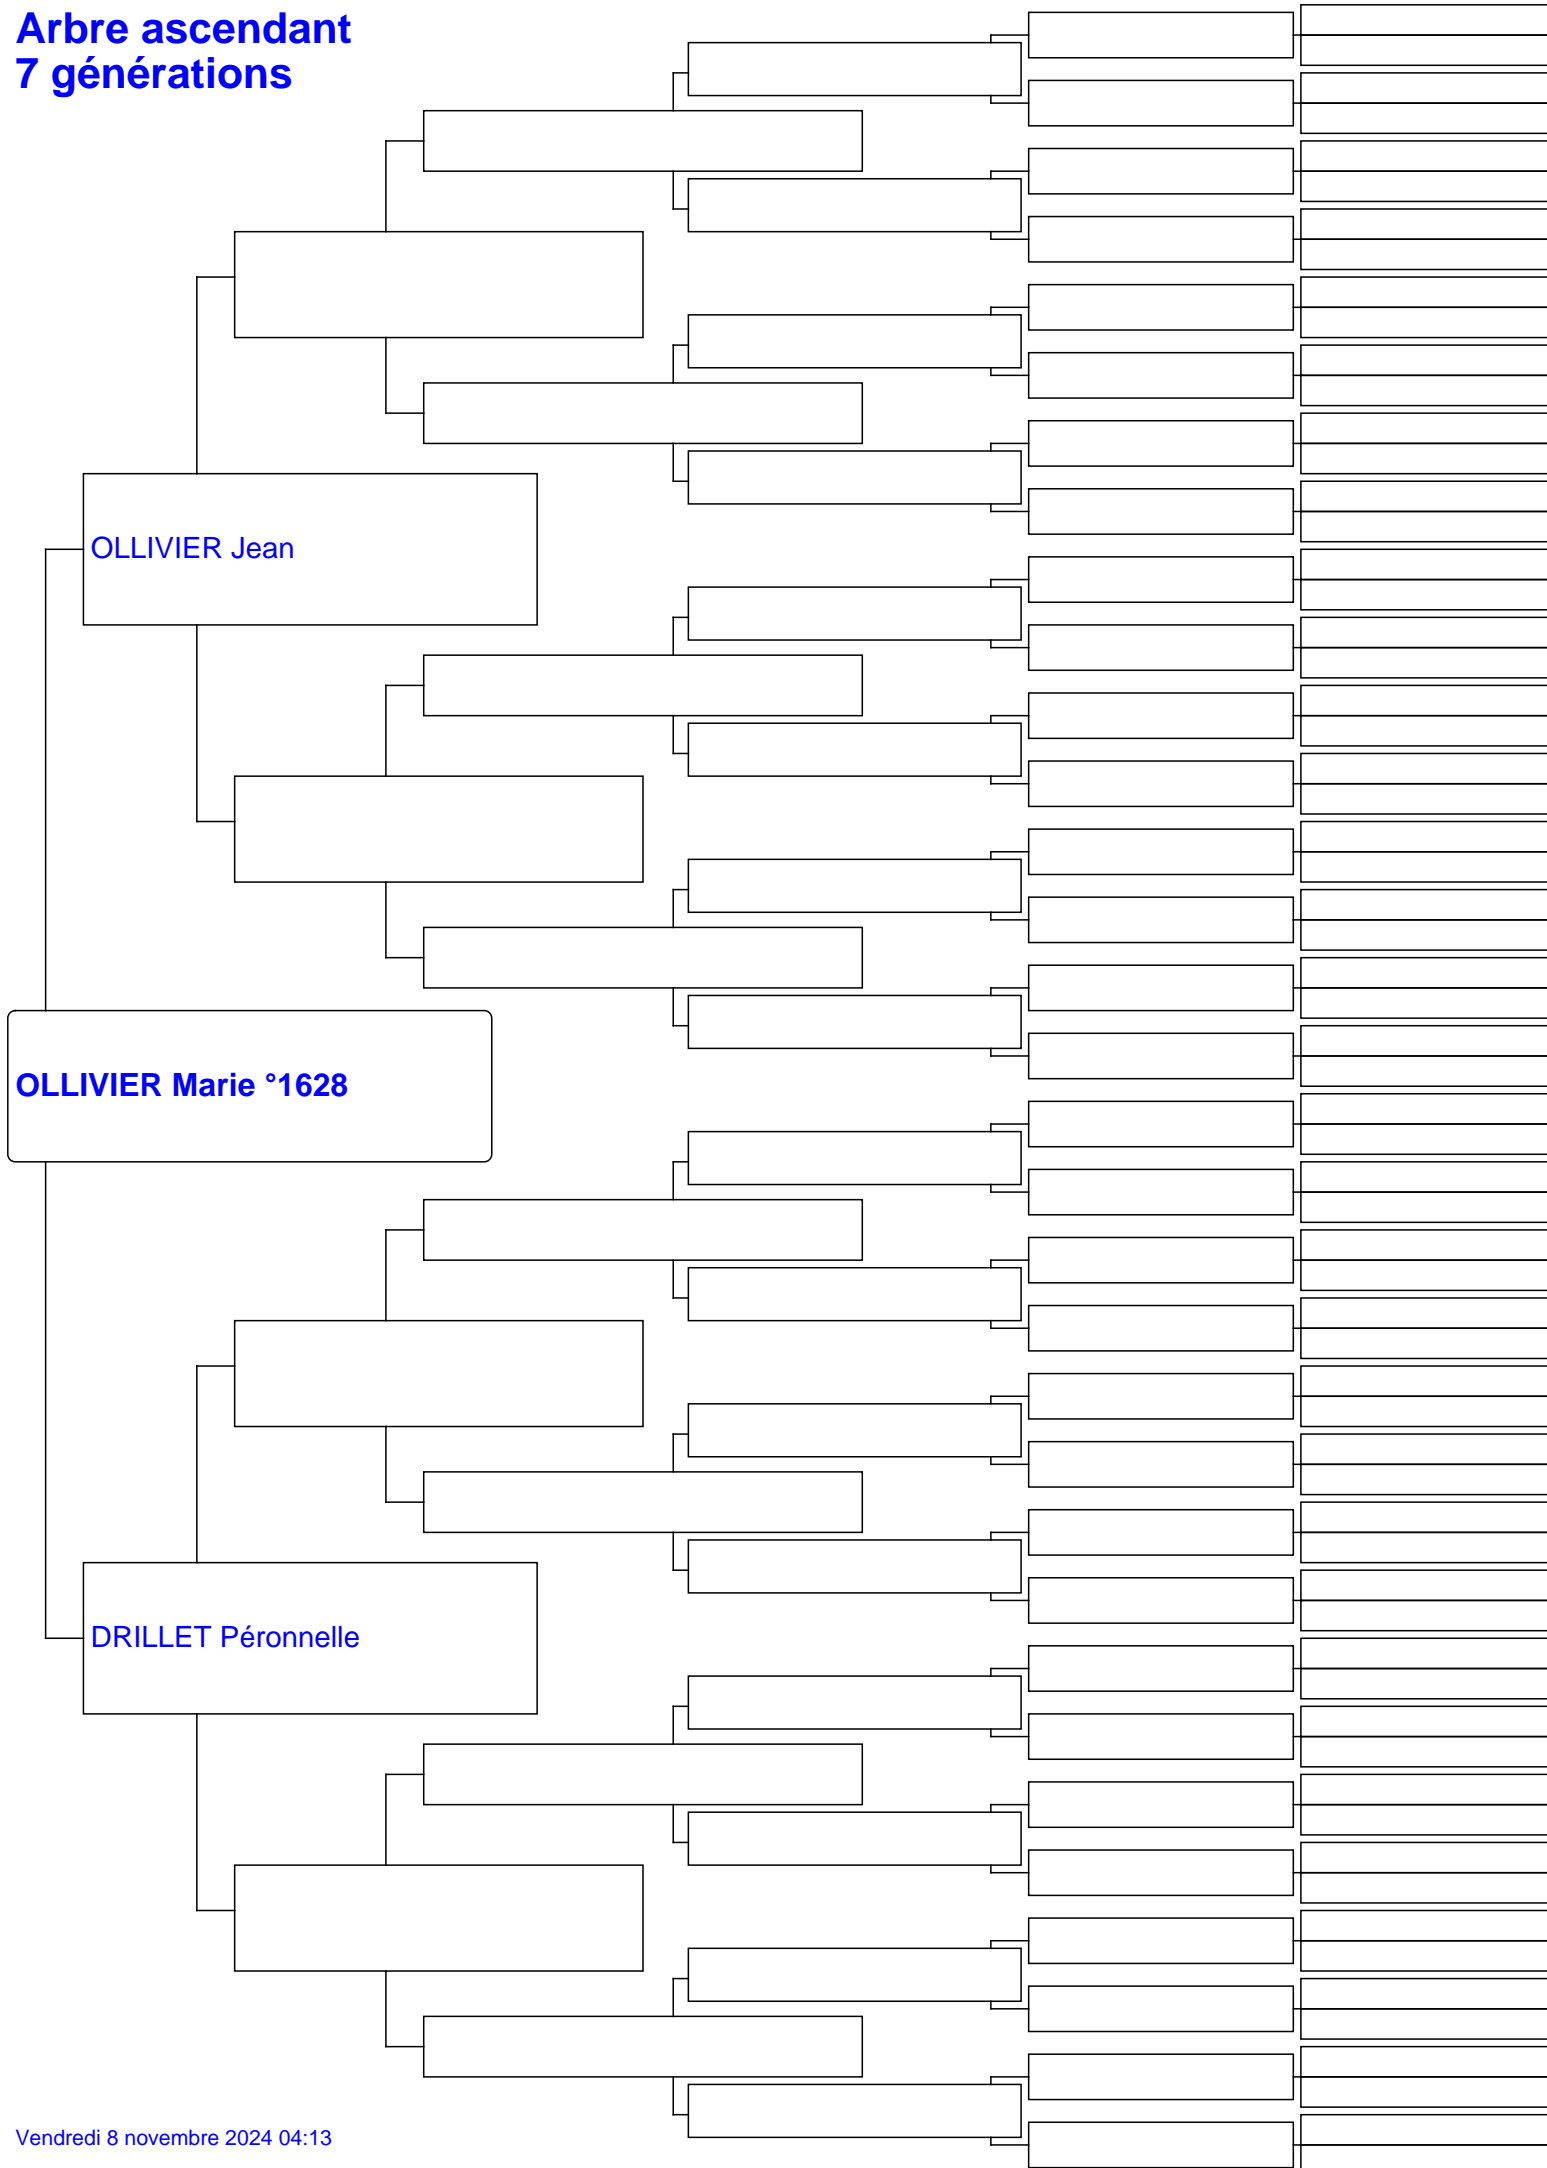 Arbre ascendant
7 générations
OLLIVIER Jean
OLLIVIER Marie °1628
DRILLET Péronnelle
Vendredi 8 novembre 2024 04:13